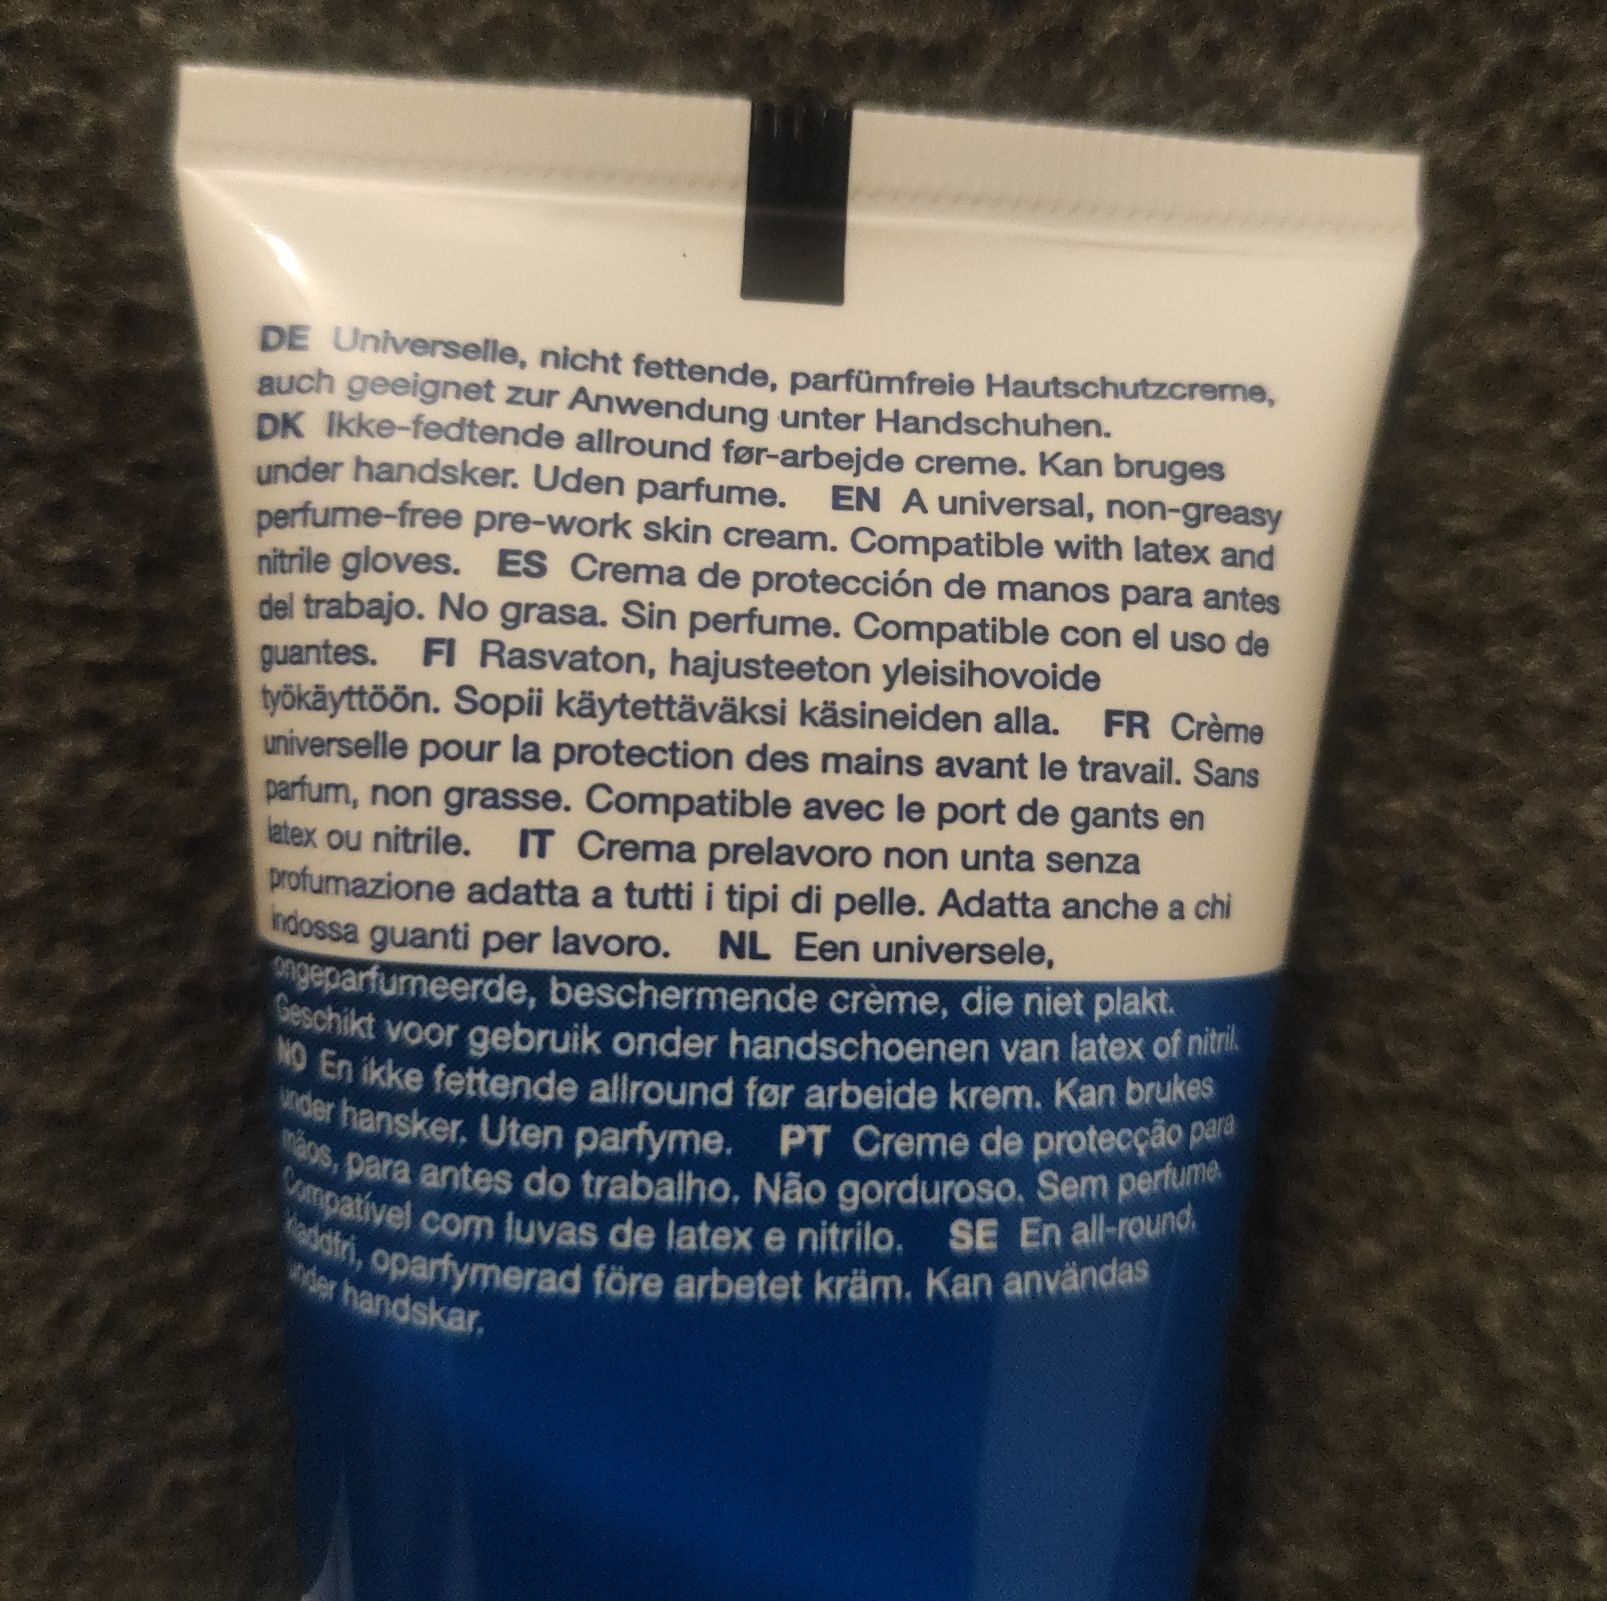 DE Universelle, nicht fettende, parfümfreie Hautschutzcreme,
auch geeignet zur Anwendung unter Handschuhen.
DK Ikke-fedtende allround før-arbejde creme. Kan bruges
under handsker. Uden parfume. EN A universal, non-greasy
perfume-free pre-work skin cream. Compatible with latex and
nitrile gloves. ES Crema de protección de manos para antes
del trabajo. No grasa. Sin perfume. Compatible con el uso de
guantes. FI Rasvaton, hajusteeton yleisihovoide
työkäyttöön. Sopii käytettäväksi käsineiden alla. FR Crème
universelle pour la protection des mains avant le travail. Sans
parfum, non grasse. Compatible avec le port de gants en
latex ou nitrile. IT Crema prelavoro non unta senza
profumazione adatta a tutti i tipi di pelle. Adatta anche a chi
indossa guanti per lavoro. NL Een universele,
ongeparfumeerde, beschermende crème, die niet plakt.
Geschikt voor gebruik onder handschoenen van latex of nitril.
NO En ikke fettende allround før arbeide krem. Kan brukes
under hansker. Uten parfyme. PT Creme de protecção para
mãos, para antes do trabalho. Não gorduroso. Sem perfume.
Compatível com luvas de latex e nitrilo. SE En all-round,
kladdfri, oparfymerad före arbetet kräm. Kan användas
under handskar.